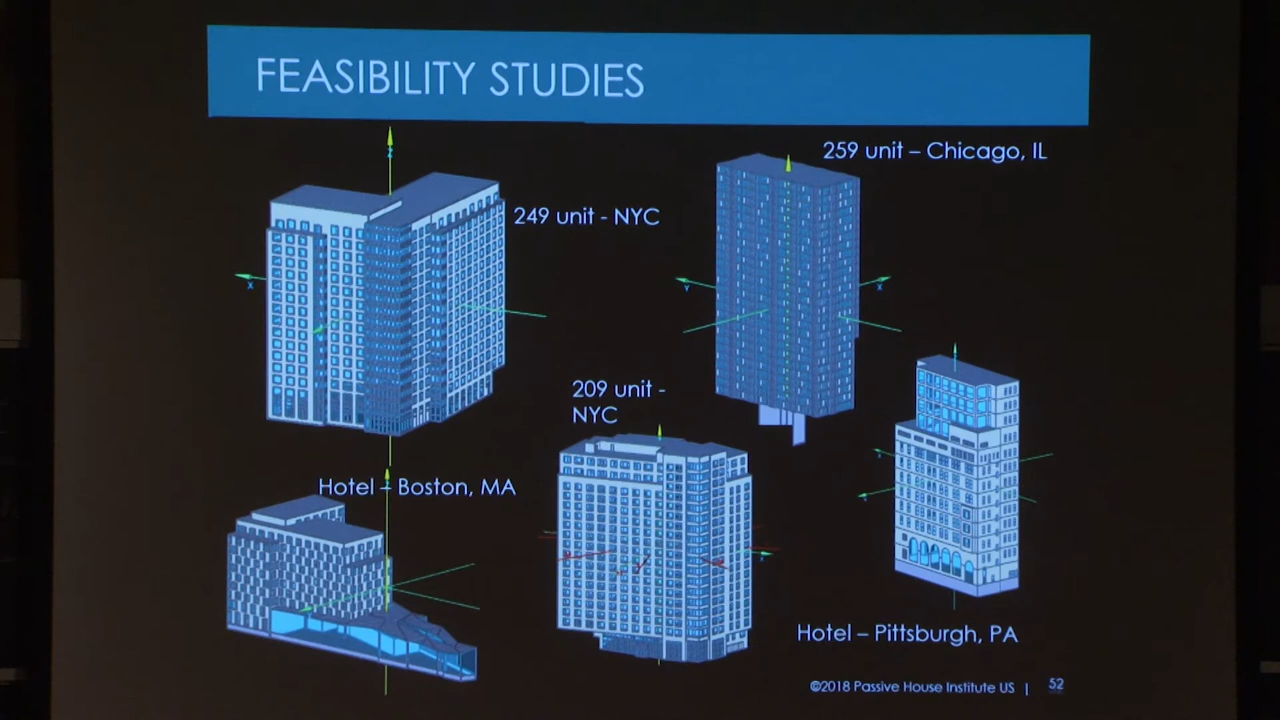 FEASIBILITY STUDIES
259 unit – Chicago, IL
249 unit - NYC
209 unit -
NYC
Hotel – Boston, MA
Hotel – Pittsburgh, PA
©2018 Passive House Institute US | 52